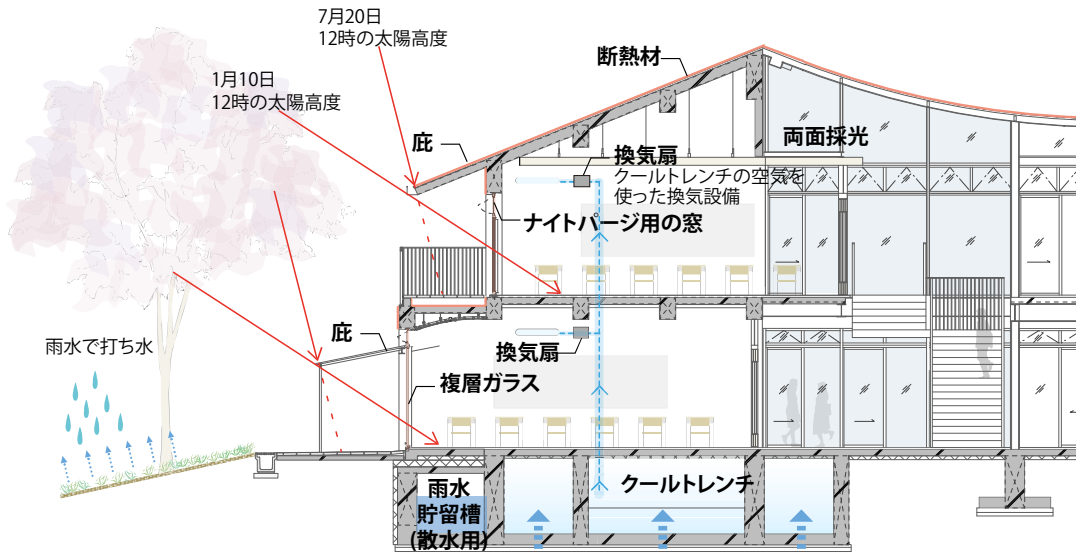 7月20日
12時の太陽高度
1月10日
12時の太陽高度
断熱材
庇
両面採光
換気扇
クールトレンチの空気を
使った換気設備
ナイトパージ用の窓
庇
換気扇
雨水で打ち水
複層ガラス
雨水
貯留槽
(散水用)
クールトレンチ